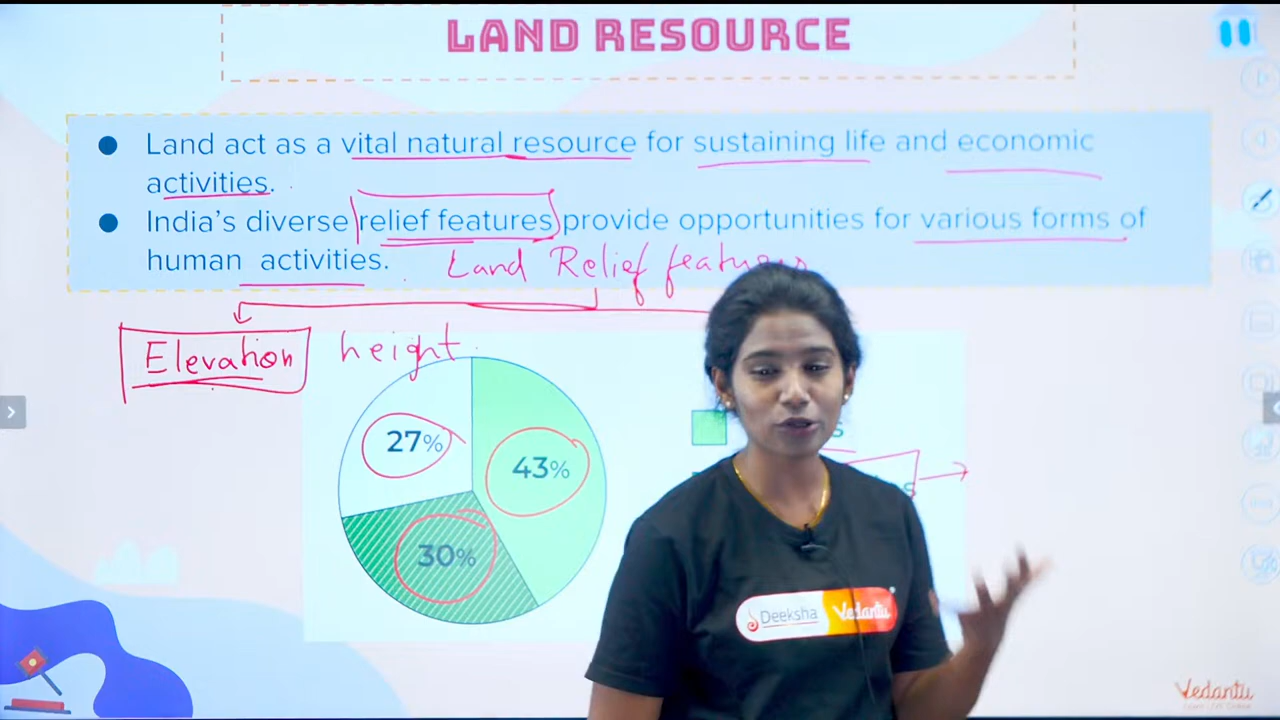 LAND RESOURCE
Land act as a vital natural resource for sustaining life and economic
activities.
India's diverse relief features provide opportunities for various forms of
human activities.
Land Relief features
Elevation height
27%
43%
30%
Deeksha Vedantu
Vedantu